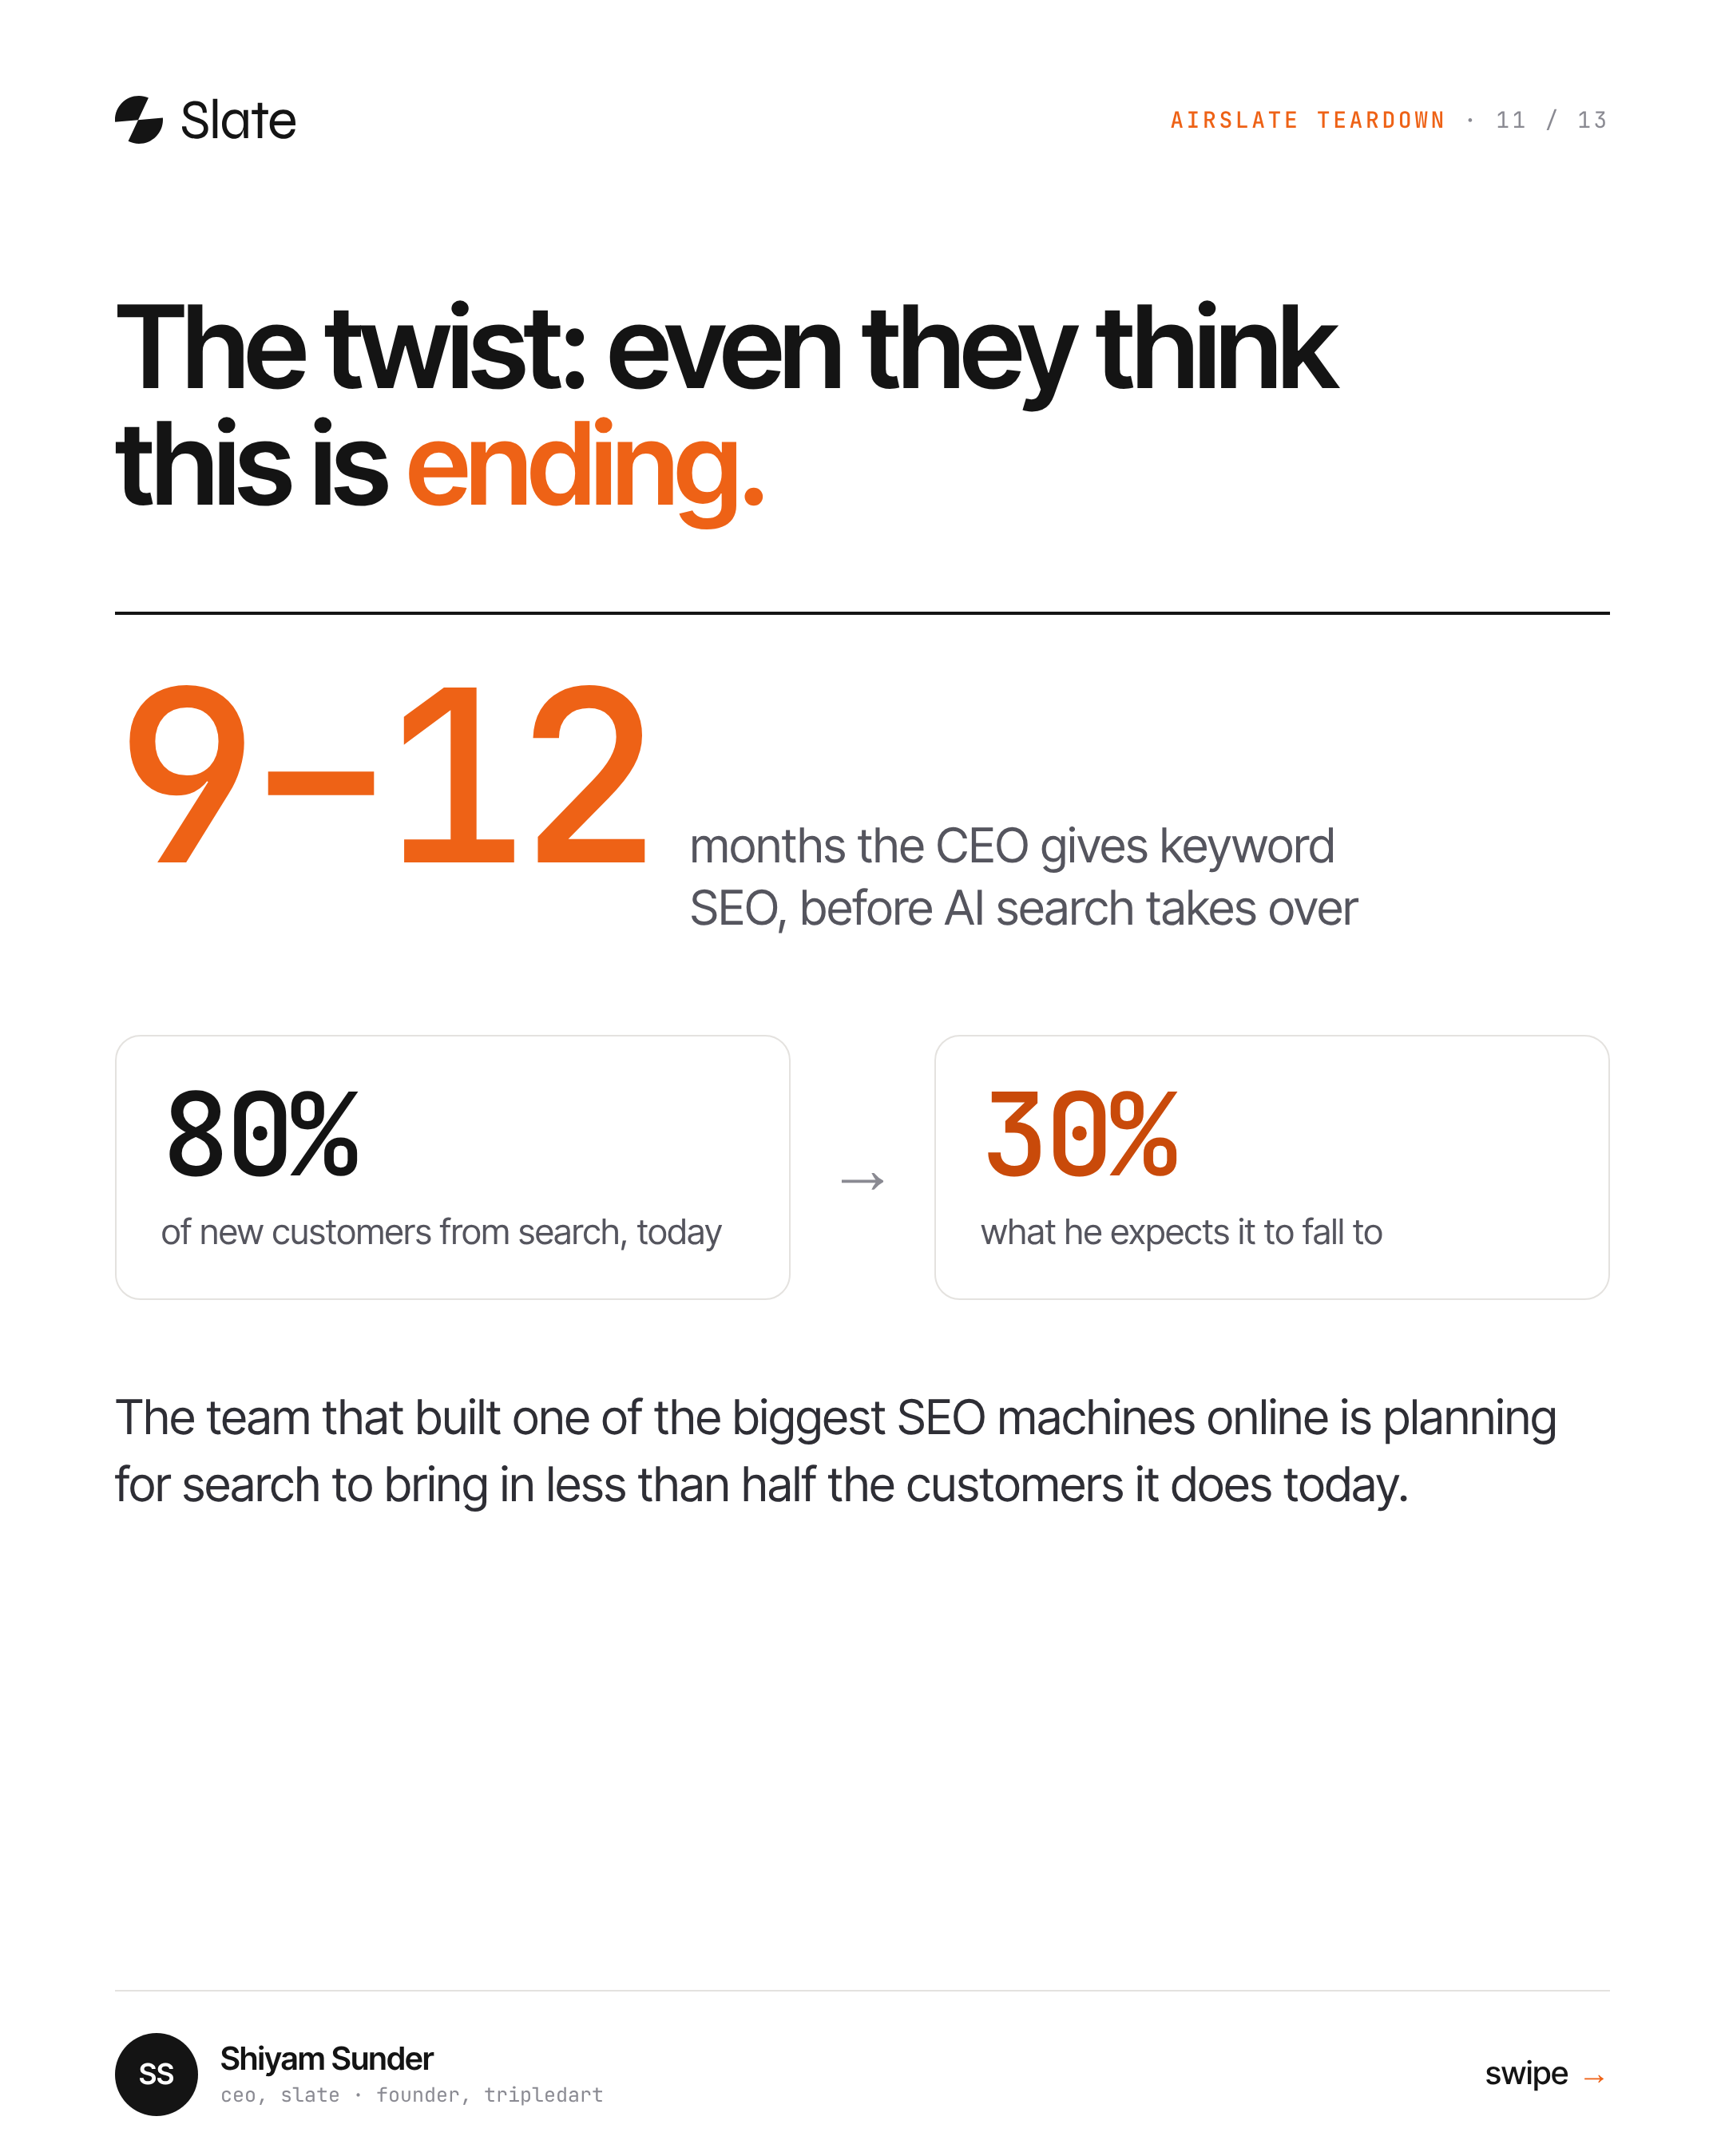 Slate
AIRSLATE TEARDOWN · 11 / 13
The twist: even they think
this is ending.
9–12
months the CEO gives keyword
SEO, before AI search takes over
80%
of new customers from search, today
→
30%
what he expects it to fall to
The team that built one of the biggest SEO machines online is planning
for search to bring in less than half the customers it does today.
SS
Shiyam Sunder
ceo, slate · founder, tripledart
swipe →